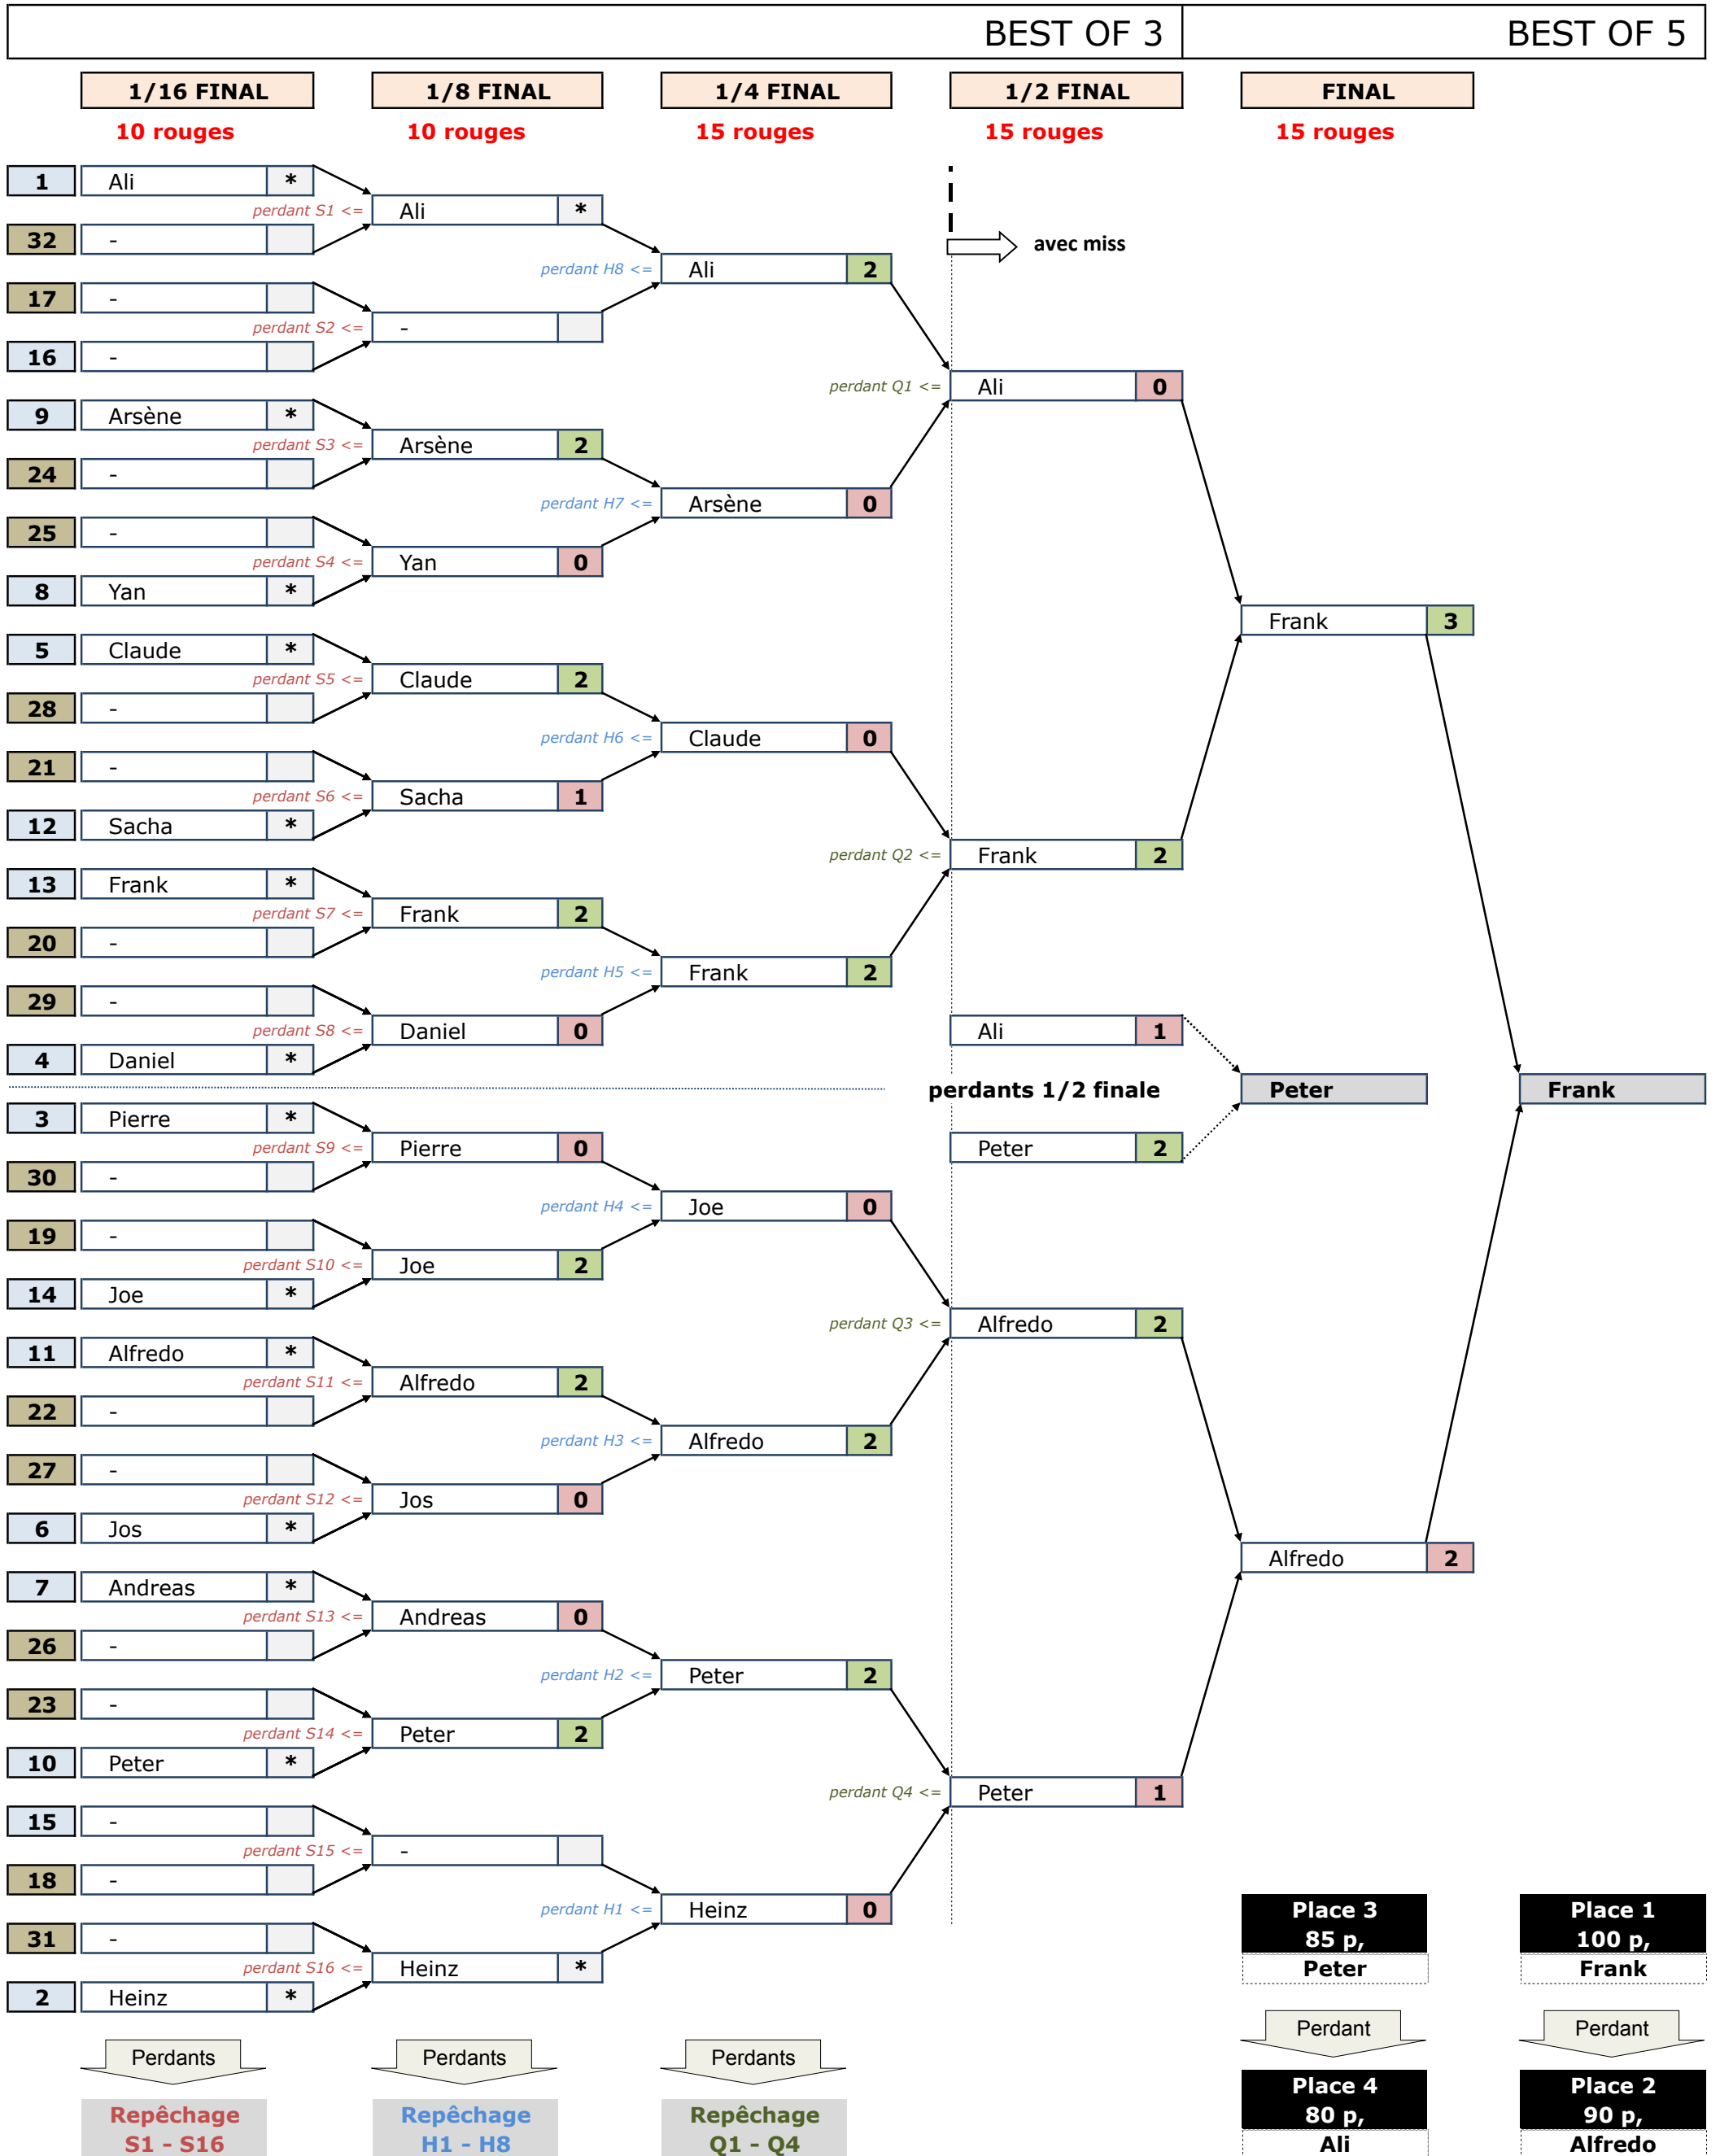 BEST OF 3 BEST OF 5
1/16 FINAL 1/8 FINAL 1/4 FINAL 1/2 FINAL FINAL
10 rouges 10 rouges 15 rouges 15 rouges 15 rouges
1 Ali *
perdant S1 <= Ali *
32 -
avec miss
perdant H8 <= Ali 2
17 -
perdant S2 <= -
16 -
perdant Q1 <= Ali 0
9 Arsène *
perdant S3 <= Arsène 2
24 -
perdant H7 <= Arsène 0
25 -
perdant S4 <= Yan 0
8 Yan *
Frank 3
5 Claude *
perdant S5 <= Claude 2
28 -
perdant H6 <= Claude 0
21 -
perdant S6 <= Sacha 1
12 Sacha *
perdant Q2 <= Frank 2
13 Frank *
perdant S7 <= Frank 2
20 -
perdant H5 <= Frank 2
29 -
perdant S8 <= Daniel 0 Ali 1
4 Daniel *
perdants 1/2 finale Peter Frank
3 Pierre *
perdant S9 <= Pierre 0 Peter 2
30 -
perdant H4 <= Joe 0
19 -
perdant S10 <= Joe 2
14 Joe *
perdant Q3 <= Alfredo 2
11 Alfredo *
perdant S11 <= Alfredo 2
22 -
perdant H3 <= Alfredo 2
27 -
perdant S12 <= Jos 0
6 Jos *
Alfredo 2
7 Andreas *
perdant S13 <= Andreas 0
26 -
perdant H2 <= Peter 2
23 -
perdant S14 <= Peter 2
10 Peter *
perdant Q4 <= Peter 1
15 -
perdant S15 <= -
18 -
perdant H1 <= Heinz 0 Place 3 Place 1
31 - 85 p, 100 p,
perdant S16 <= Heinz * Peter Frank
2 Heinz *
Perdant Perdant
Perdants Perdants Perdants
Place 4 Place 2
Repêchage Repêchage Repêchage 80 p, 90 p,
S1 - S16 H1 - H8 Q1 - Q4 Ali Alfredo